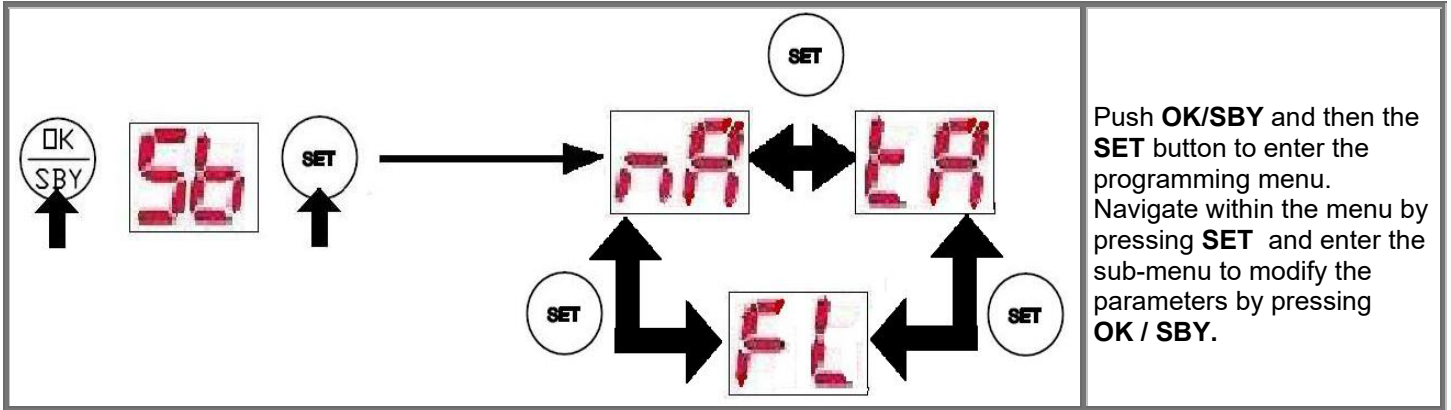 SET
OK
SBY
Sb
SET
nA
tA
SET
FL
SET
Push OK/SBY and then the
SET button to enter the
programming menu.
Navigate within the menu by
pressing SET and enter the
sub-menu to modify the
parameters by pressing
OK / SBY.